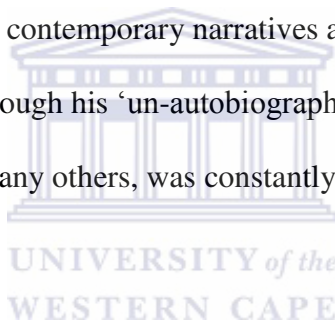 contemporary narratives a
ough his ‘un-autobiograph
any others, was constantly
UNIVERSITY of the
WESTERN CAPE